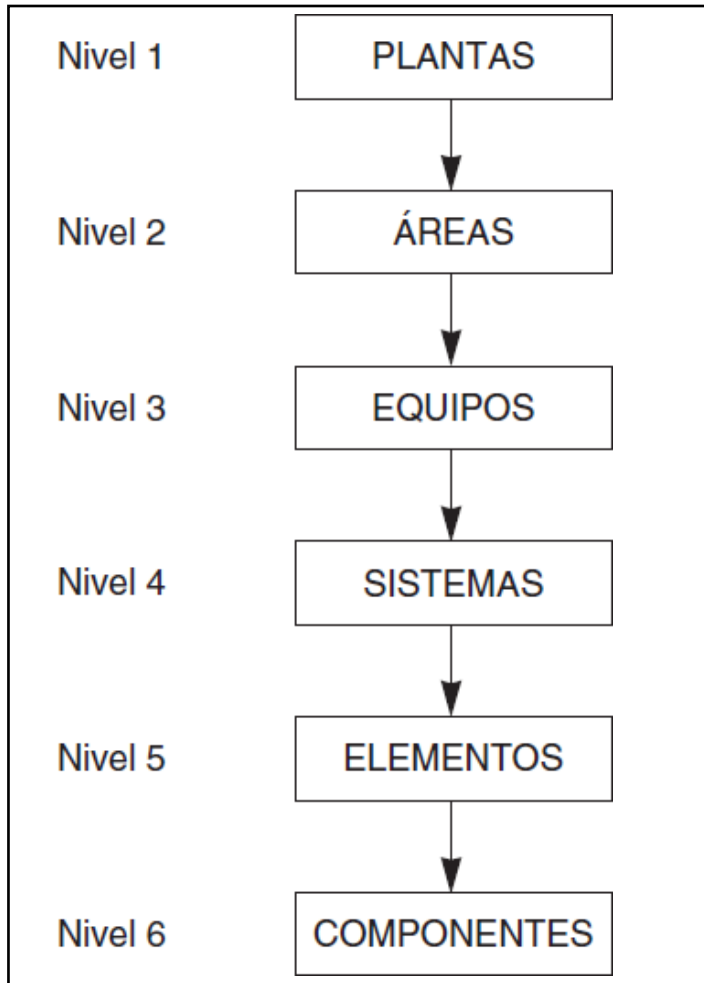 Nivel 1 PLANTAS
Nivel 2 ÁREAS
Nivel 3 EQUIPOS
Nivel 4 SISTEMAS
Nivel 5 ELEMENTOS
Nivel 6 COMPONENTES